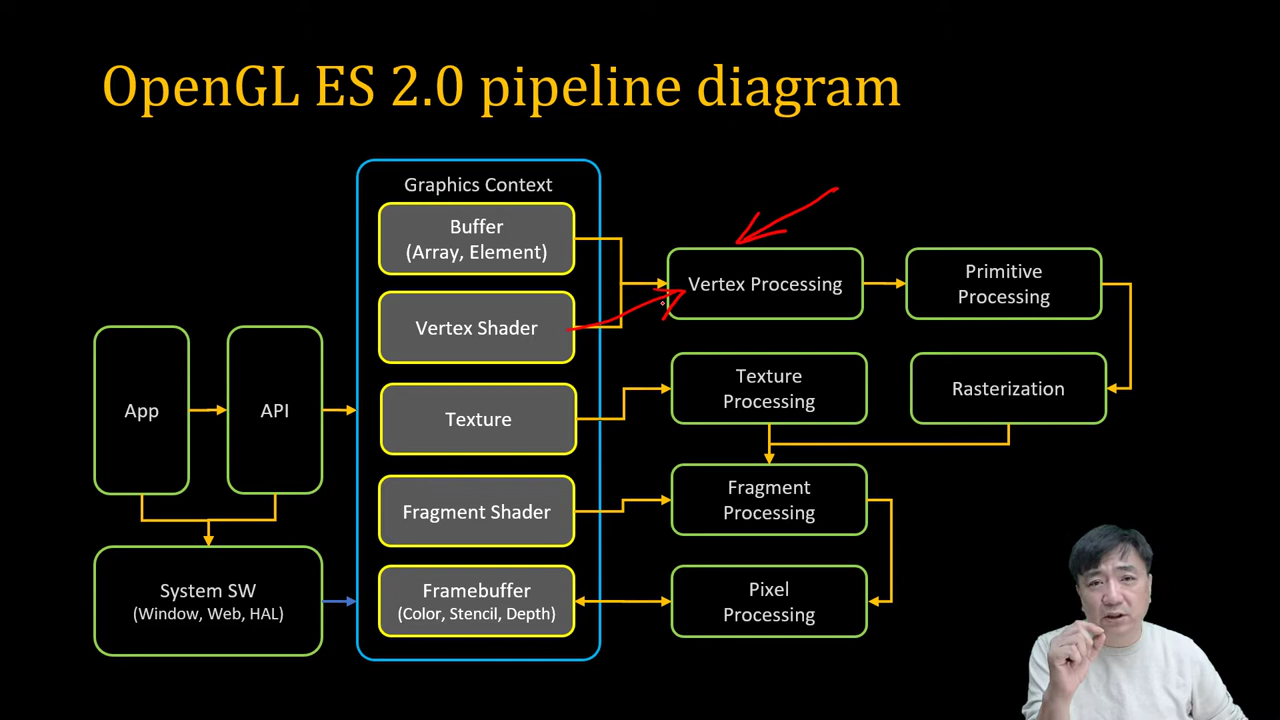 OpenGL ES 2.0 pipeline diagram
Graphics Context
Buffer
(Array, Element)
Vertex Shader
Texture
Fragment Shader
Framebuffer
(Color, Stencil, Depth)
App
API
System SW
(Window, Web, HAL)
Vertex Processing
Primitive
Processing
Texture
Processing
Rasterization
Fragment
Processing
Pixel
Processing